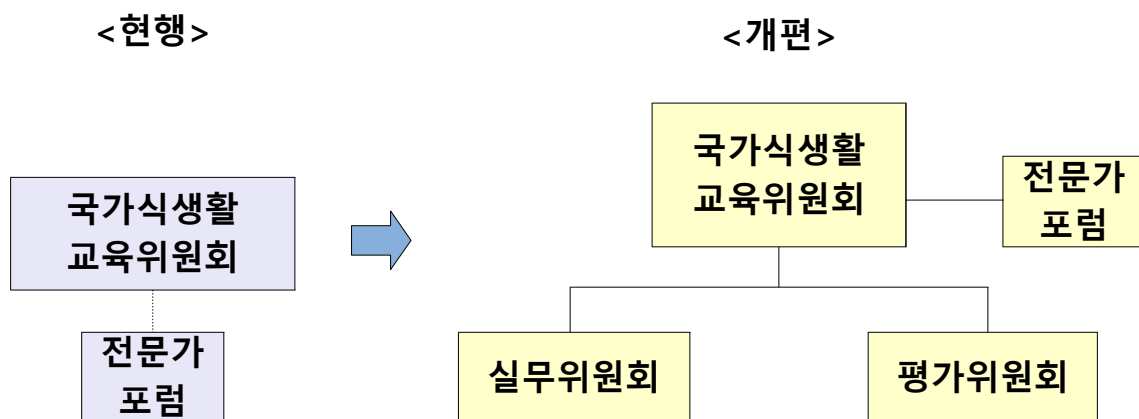 <현행>
국가식생활
교육위원회
전문가
포럼
<개편>
국가식생활
교육위원회
전문가
포럼
실무위원회
평가위원회